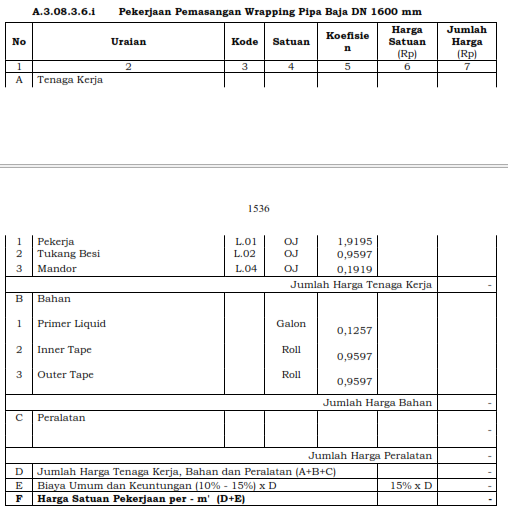 A.3.08.3.6.i Pekerjaan Pemasangan Wrapping Pipa Baja DN 1600 mm
No Uraian Kode Satuan Koefisie n Harga Satuan (Rp) Jumlah Harga (Rp)
1 2 3 4 5 6 7
A Tenaga Kerja
1536
1 Pekerja L.01 OJ 1,9195
2 Tukang Besi L.02 OJ 0,9597
3 Mandor L.04 OJ 0,1919
Jumlah Harga Tenaga Kerja -
B Bahan
1 Primer Liquid Galon 0,1257
2 Inner Tape Roll 0,9597
3 Outer Tape Roll 0,9597
Jumlah Harga Bahan -
C Peralatan
-
Jumlah Harga Peralatan -
D Jumlah Harga Tenaga Kerja, Bahan dan Peralatan (A+B+C) -
E Biaya Umum dan Keuntungan (10% - 15%) x D 15% x D -
F Harga Satuan Pekerjaan per - m' (D+E) -